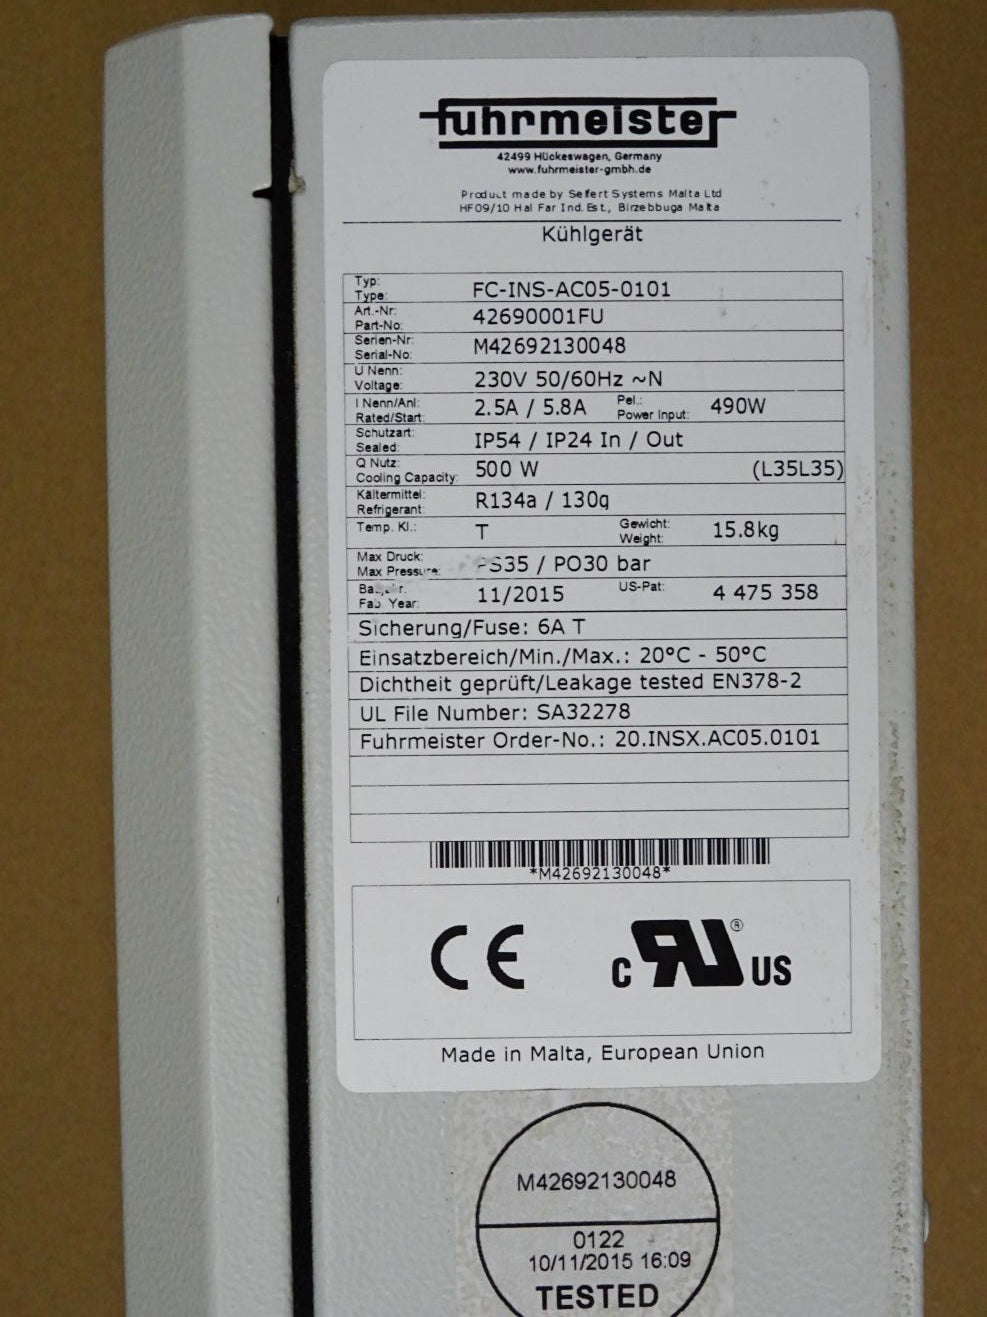 fuhrmeister
42499 Hückeswagen, Germany
www.fuhrmeister-gmbh.de
Product made by Seifert Systems Malta Ltd
HF09/10 Hal Far Ind. Est., Birzebbuga Malta
Kühlgerät
Typ:
Type: FC-INS-AC05-0101
Art.-Nr:
Part-No: 42690001FU
Serien-Nr:
Serial-No: M42692130048
U Nenn:
Voltage: 230V 50/60Hz ~N
I Nenn/Anl: Pel.:
Rated/Start: 2.5A / 5.8A Power Input: 490W
Schutzart:
Sealed: IP54 / IP24 In / Out
Q Nutz:
Cooling Capacity: 500 W (L35L35)
Kältermittel:
Refrigerant: R134a / 130g
Temp. Kl.: T Gewicht:
Weight: 15.8kg
Max Druck:
Max Pressure: PS35 / PO30 bar
Baujahr:
Fab Year: 11/2015 US-Pat: 4 475 358
Sicherung/Fuse: 6A T
Einsatzbereich/Min./Max.: 20°C - 50°C
Dichtheit geprüft/Leakage tested EN378-2
UL File Number: SA32278
Fuhrmeister Order-No.: 20.INSX.AC05.0101
*M42692130048*
CE
C RU ® US
Made in Malta, European Union
M42692130048
0122
10/11/2015 16:09
TESTED